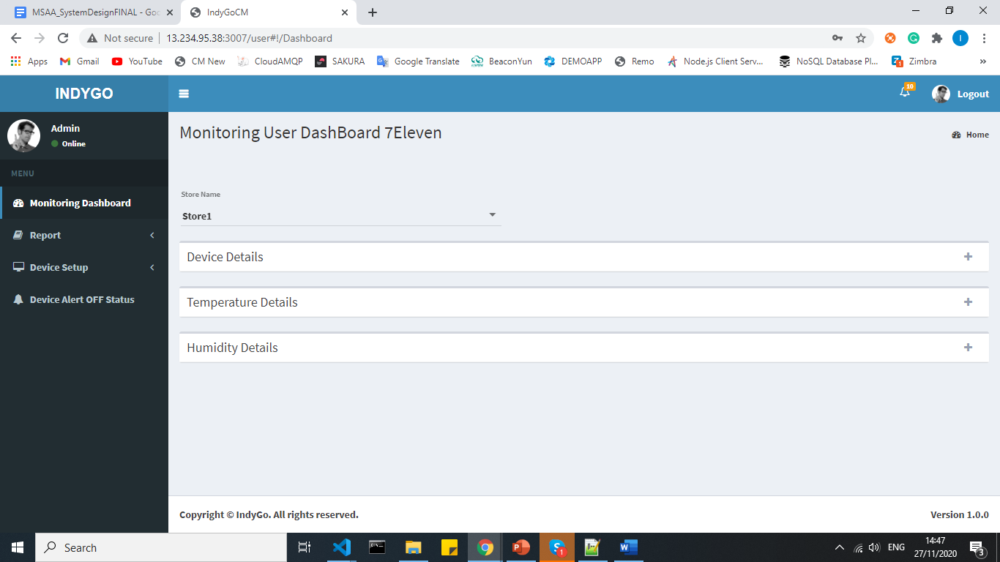 MSAA_SystemDesignFINAL - Goo
IndyGoCM
Not secure
13.234.95.38:3007/user#!/Dashboard
Apps
Gmail
YouTube
CM New
CloudAMQP
SAKURA
Google Translate
BeaconYun
DEMOAPP
Remo
Node.js Client Serv...
NoSQL Database Pl...
Zimbra
INDYGO
10
Logout
Admin
Online
MENU
Monitoring Dashboard
Report
Device Setup
Device Alert OFF Status
Monitoring User DashBoard 7Eleven
Home
Store Name
Store1
Device Details
Temperature Details
Humidity Details
Copyright © IndyGo. All rights reserved.
Version 1.0.0
Search
ENG
14:47
27/11/2020
3